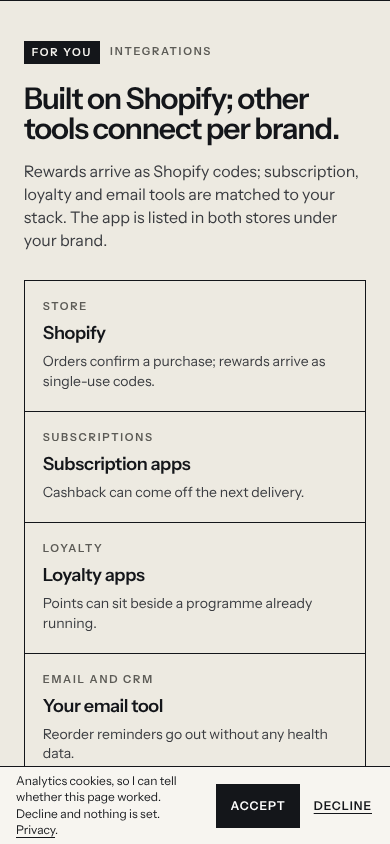 FOR YOU INTEGRATIONS
Built on Shopify; other
tools connect per brand.
Rewards arrive as Shopify codes; subscription,
loyalty and email tools are matched to your
stack. The app is listed in both stores under
your brand.
STORE
Shopify
Orders confirm a purchase; rewards arrive as
single-use codes.
SUBSCRIPTIONS
Subscription apps
Cashback can come off the next delivery.
LOYALTY
Loyalty apps
Points can sit beside a programme already
running.
EMAIL AND CRM
Your email tool
Reorder reminders go out without any health
data.
Analytics cookies, so I can tell
whether this page worked.
Decline and nothing is set.
Privacy.
ACCEPT DECLINE